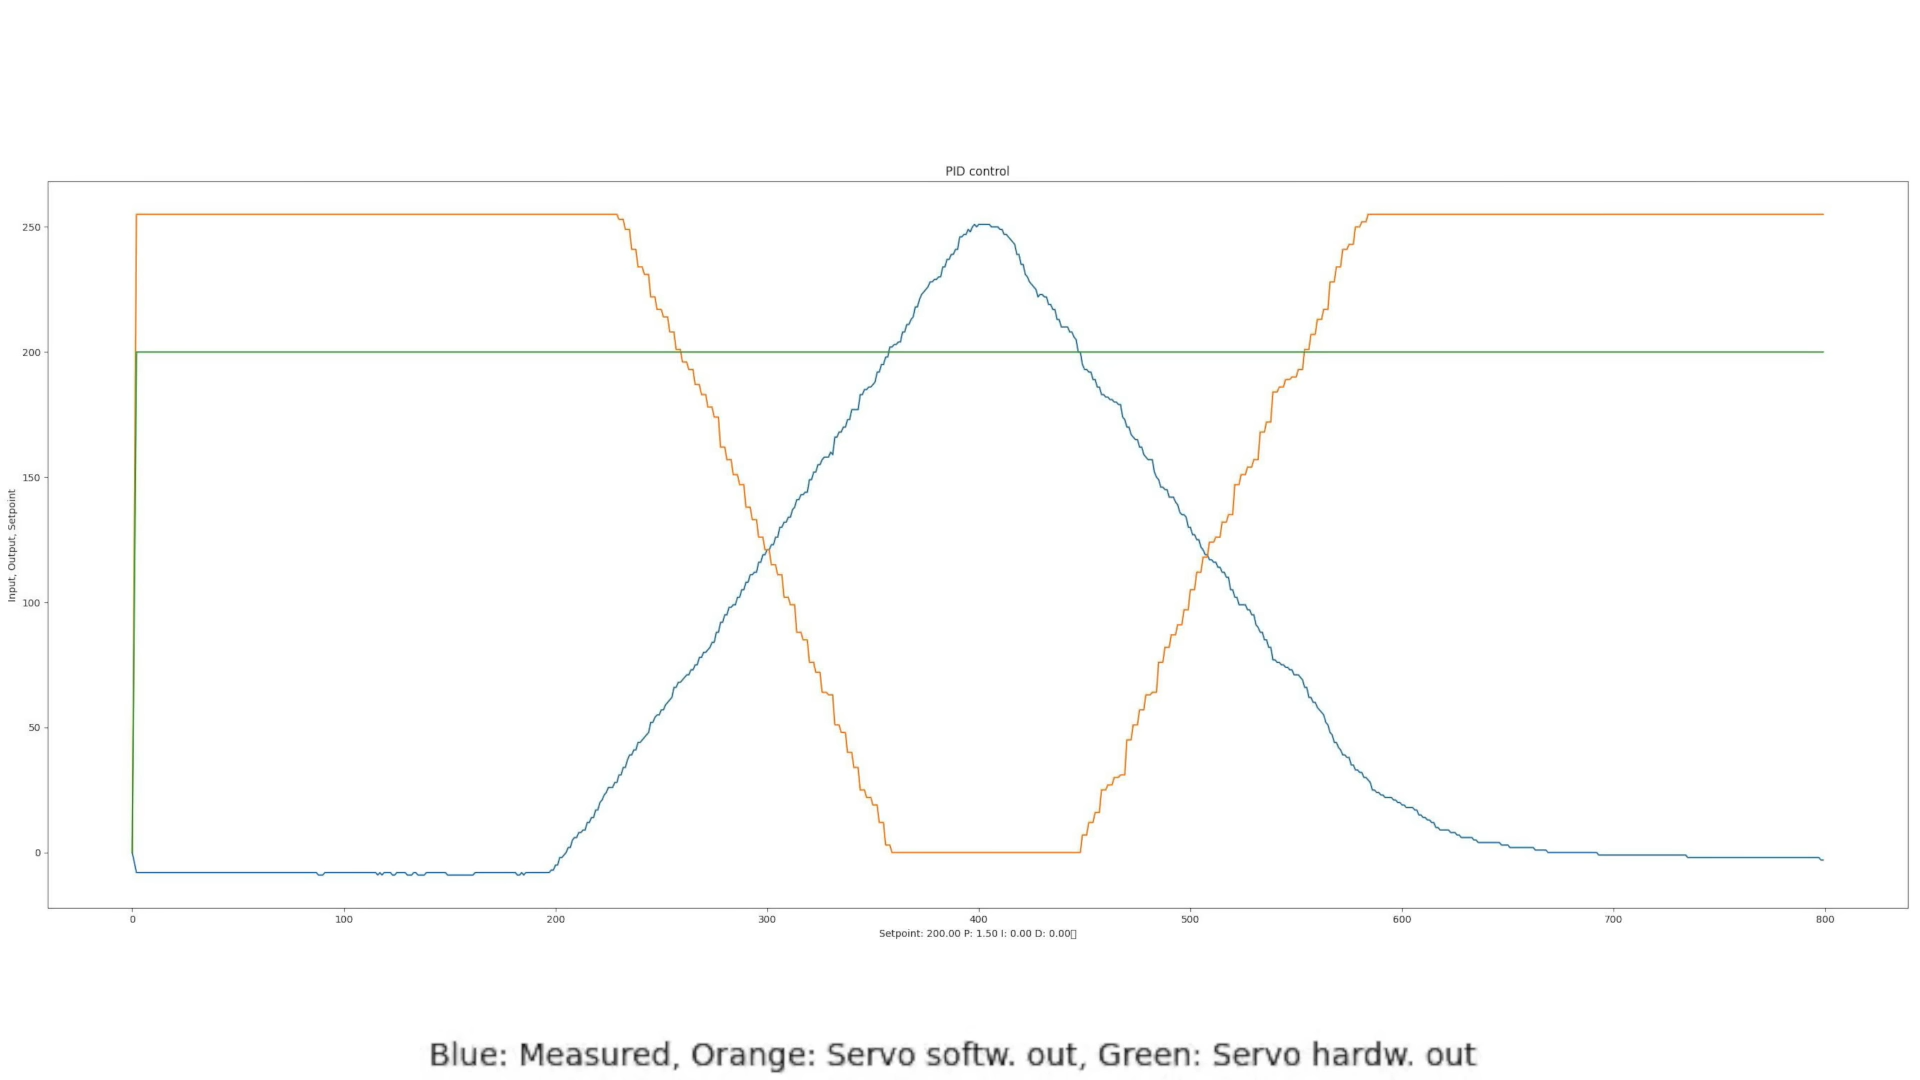 PID control
Input, Output, Setpoint
250
200
150
100
50
0
0 100 200 300 400 500 600 700 800
Setpoint: 200.00 P: 1.50 I: 0.00 D: 0.00▯
Blue: Measured, Orange: Servo softw. out, Green: Servo hardw. out